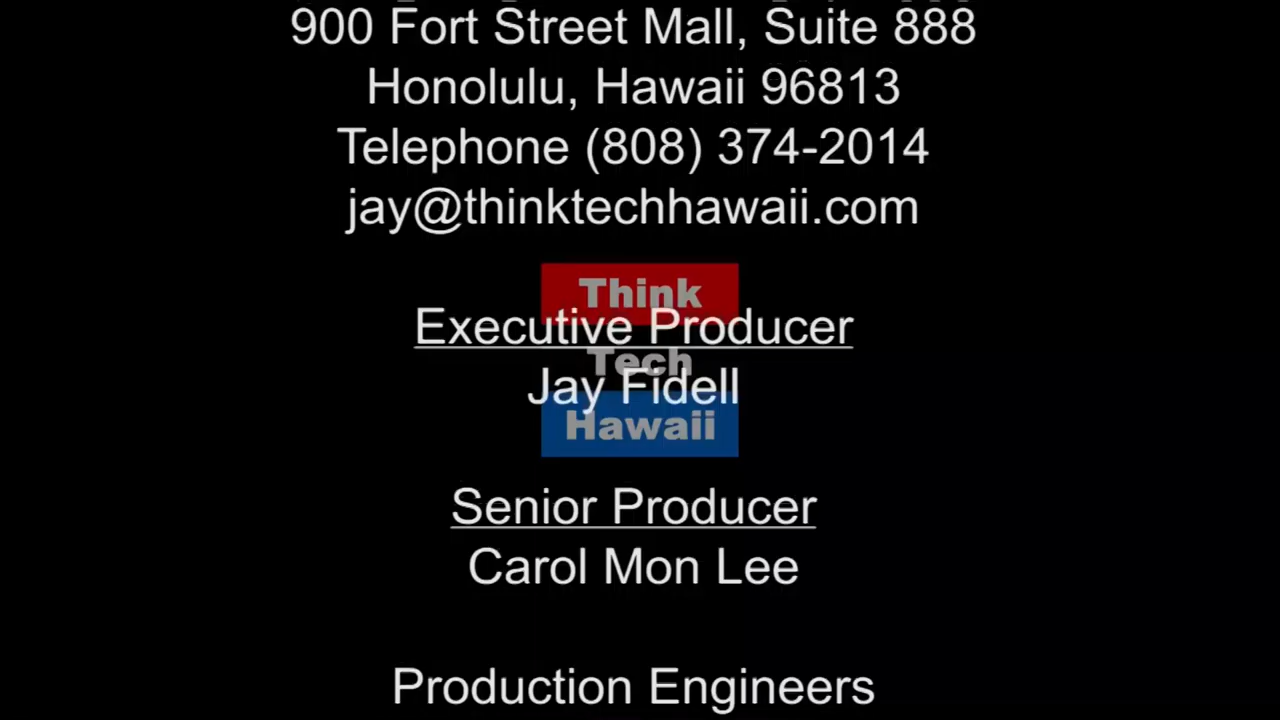 900 Fort Street Mall, Suite 888
Honolulu, Hawaii 96813
Telephone (808) 374-2014
jay@thinktechhawaii.com
Think
Executive Producer
Tech
Jay Fidell
Hawaii
Senior Producer
Carol Mon Lee
Production Engineers